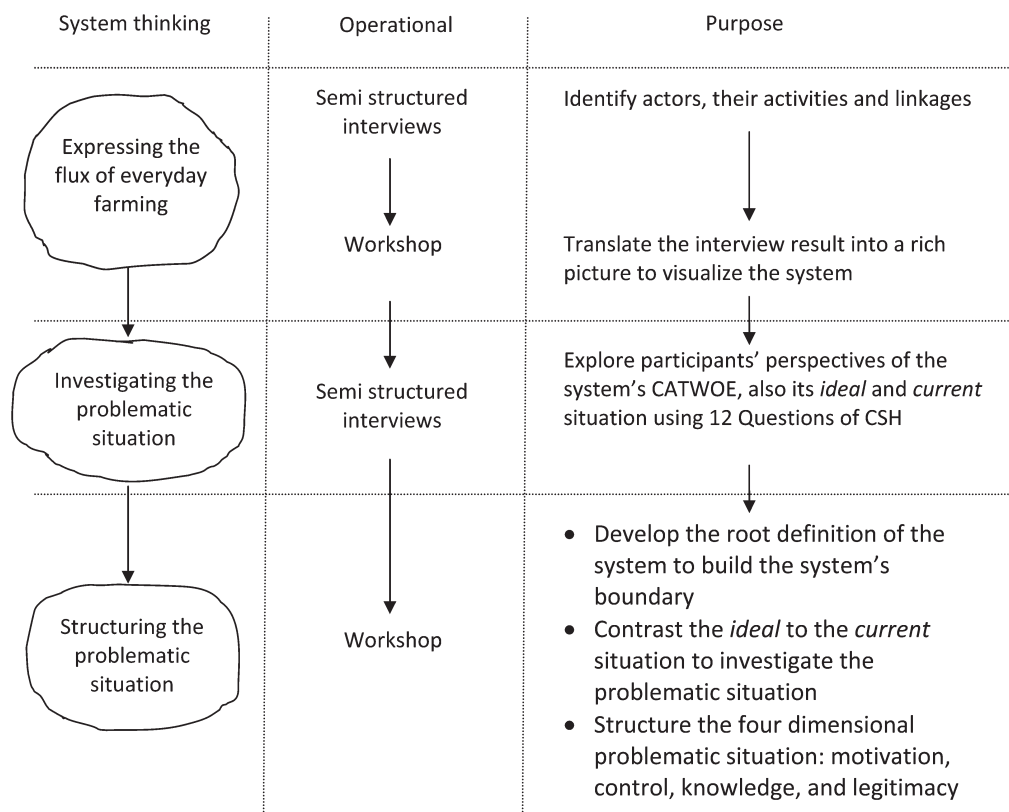 System thinking
Operational
Purpose
Expressing the
flux of everyday
farming
Semi structured
interviews
Workshop
Identify actors, their activities and linkages
Translate the interview result into a rich
picture to visualize the system
Investigating the
problematic
situation
Semi structured
interviews
Explore participants’ perspectives of the
system’s CATWOE, also its ideal and current
situation using 12 Questions of CSH
Structuring the
problematic
situation
Workshop
• Develop the root definition of the
system to build the system’s
boundary
• Contrast the ideal to the current
situation to investigate the
problematic situation
• Structure the four dimensional
problematic situation: motivation,
control, knowledge, and legitimacy